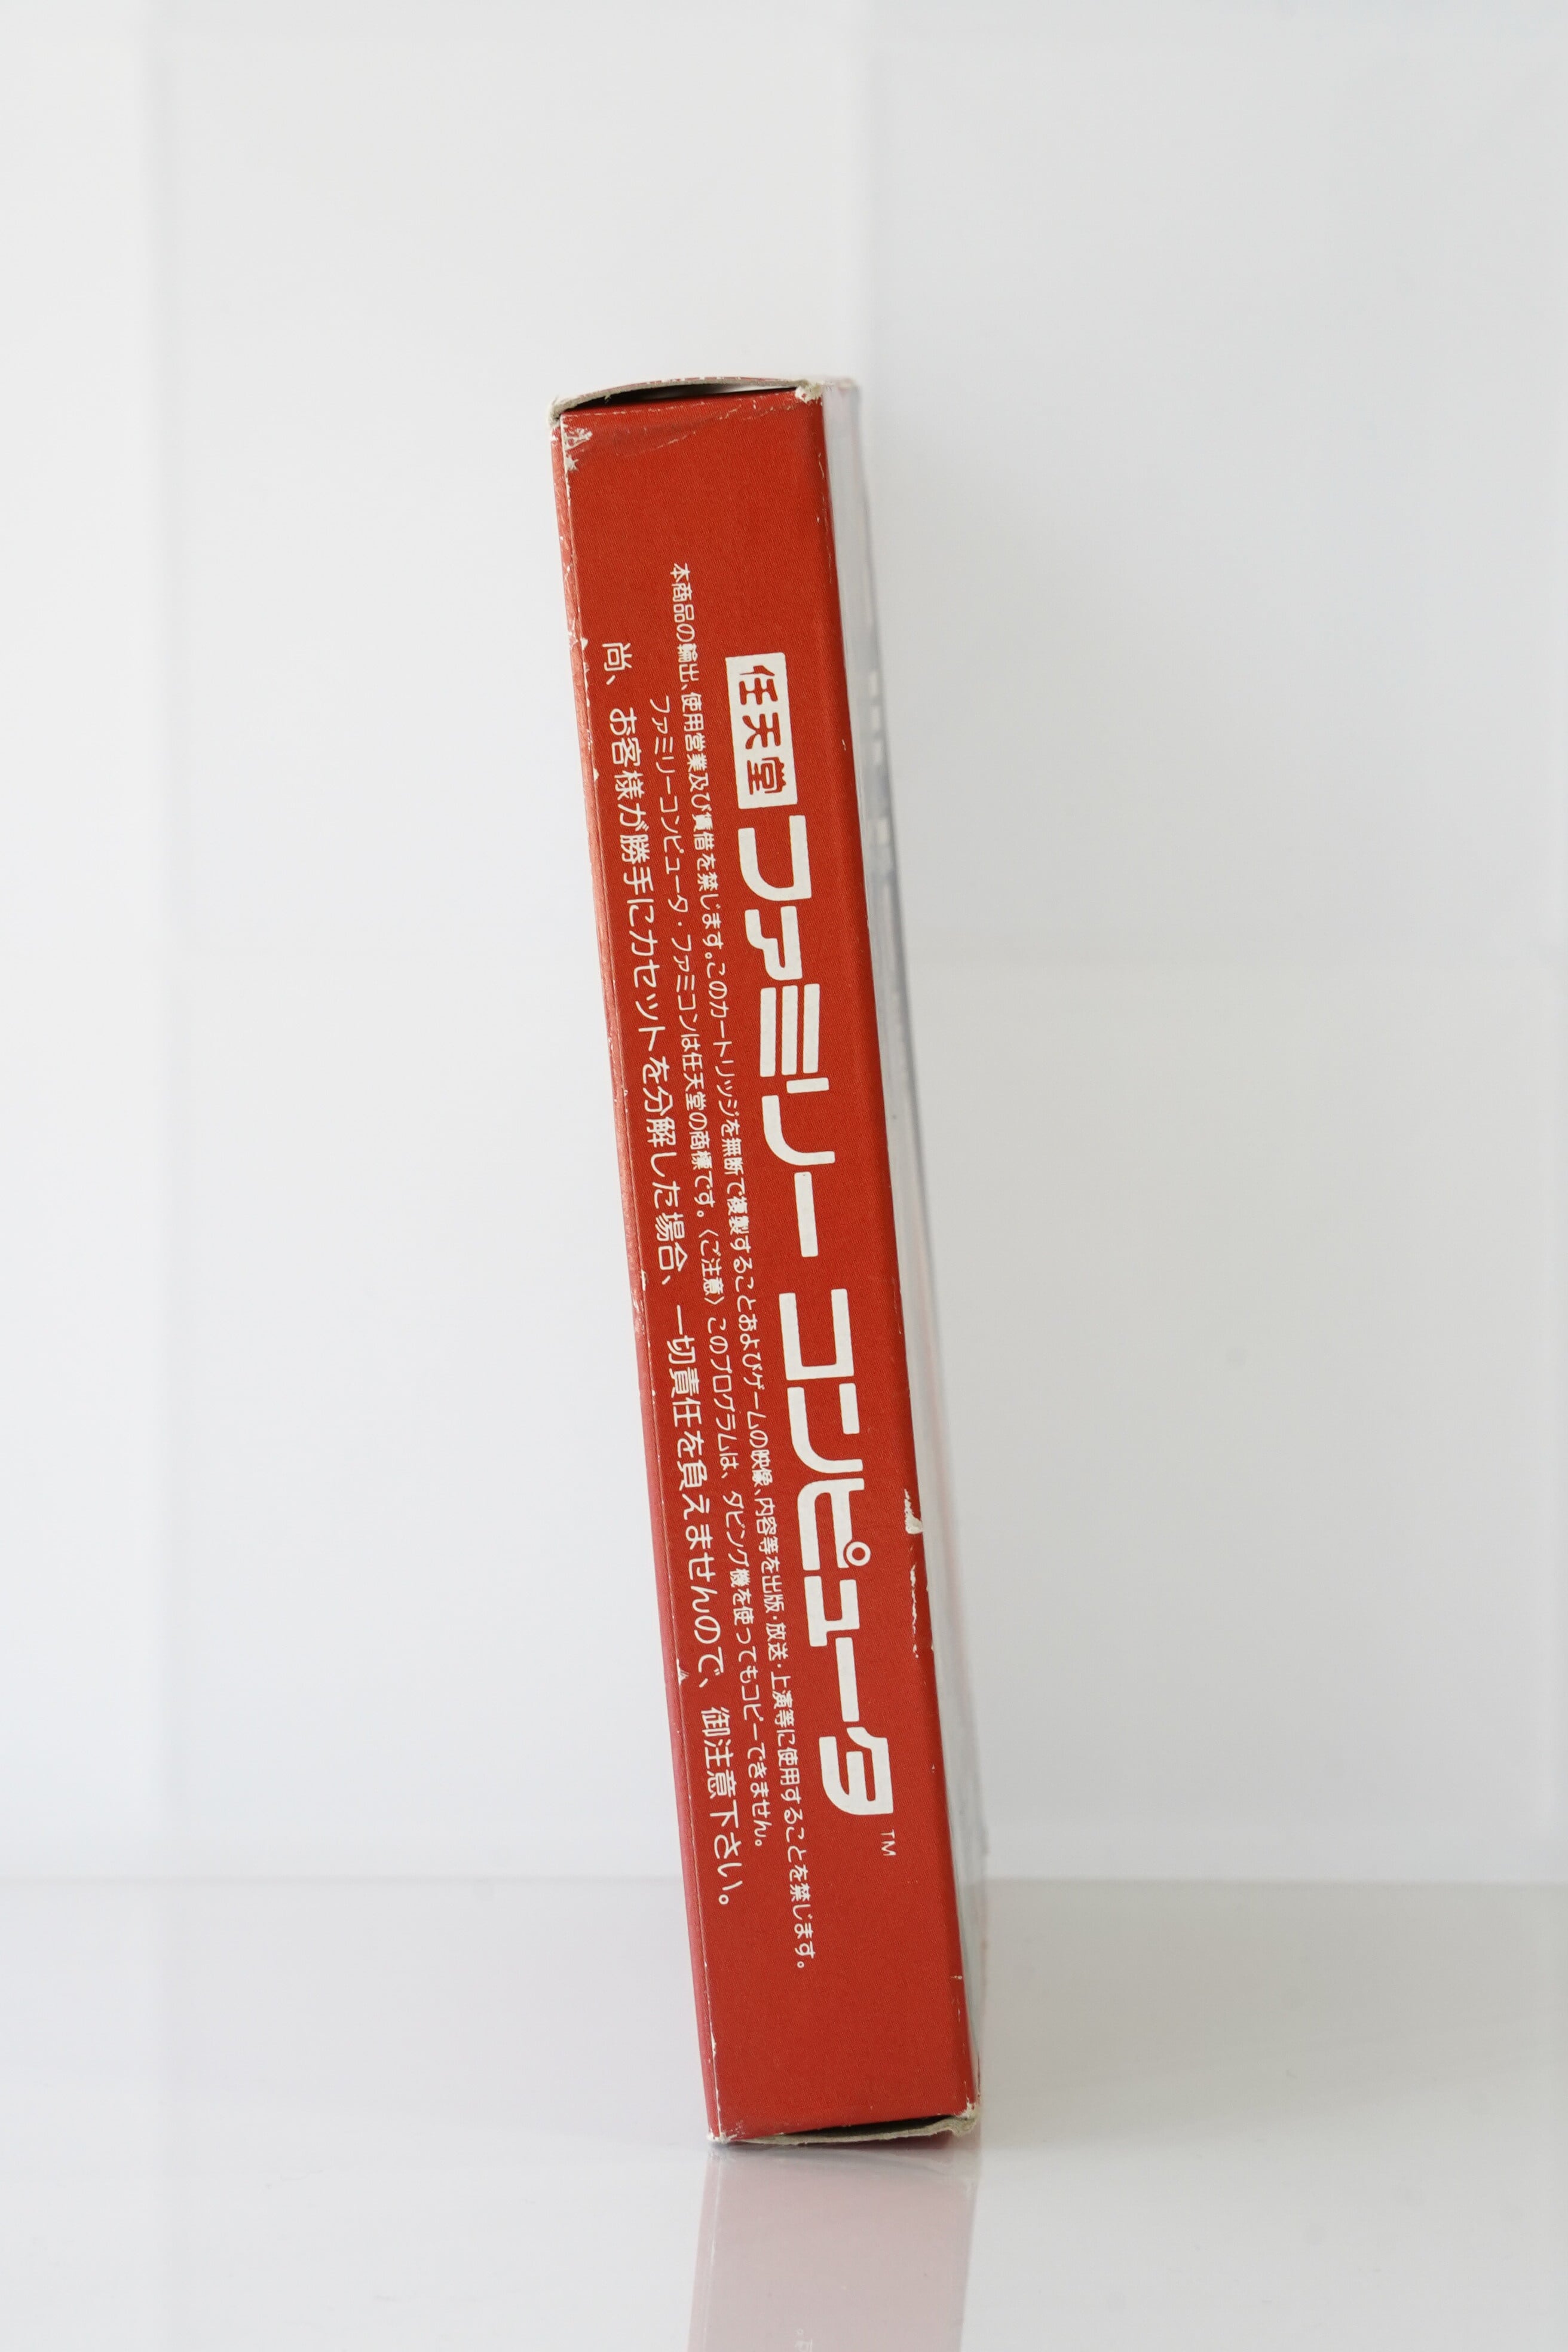 任天堂 ファミリー コンピュータ TM
本商品の輸出、使用営業及び賃借を禁じます。このカートリッジを無断で複製することおよびゲームの映像、内容等を出版・放送・上演等に使用することを禁じます。
ファミリーコンピュータ・ファミコンは任天堂の商標です。〈ご注意〉このプログラムは、ダビング機を使ってもコピーできません。
尚、お客様が勝手にカセットを分解した場合、一切責任を負えませんので、御注意下さい。